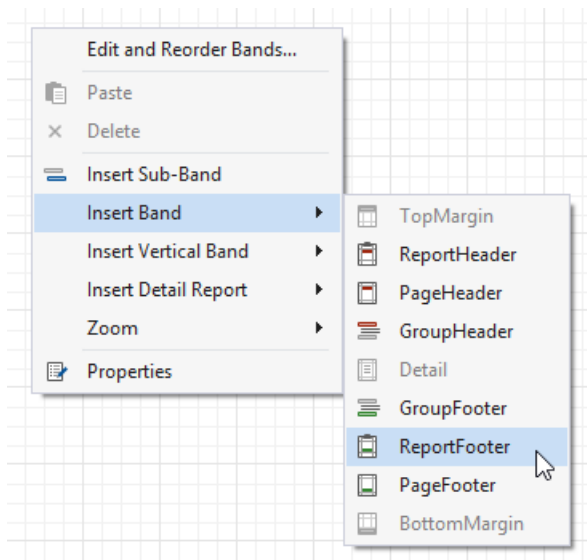 Edit and Reorder Bands...
Paste
Delete
Insert Sub-Band
Insert Band
Insert Vertical Band
Insert Detail Report
Zoom
Properties
TopMargin
ReportHeader
PageHeader
GroupHeader
Detail
GroupFooter
ReportFooter
PageFooter
BottomMargin